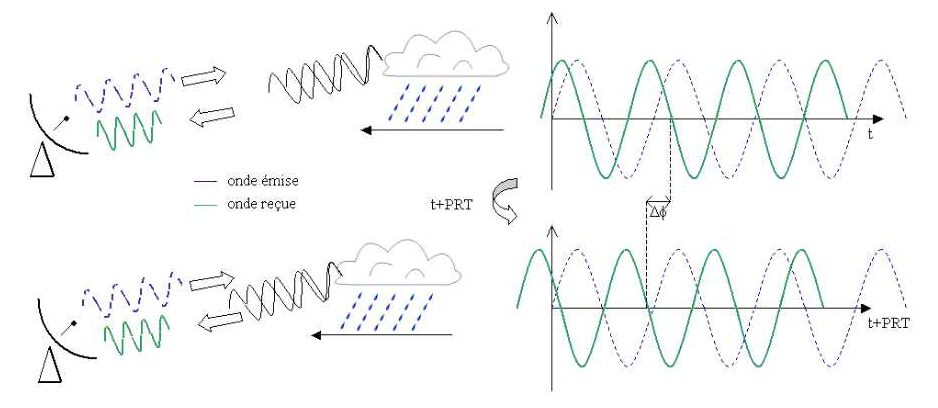 t
onde émise
onde reçue
t+PRT
Δϕ
t+PRT